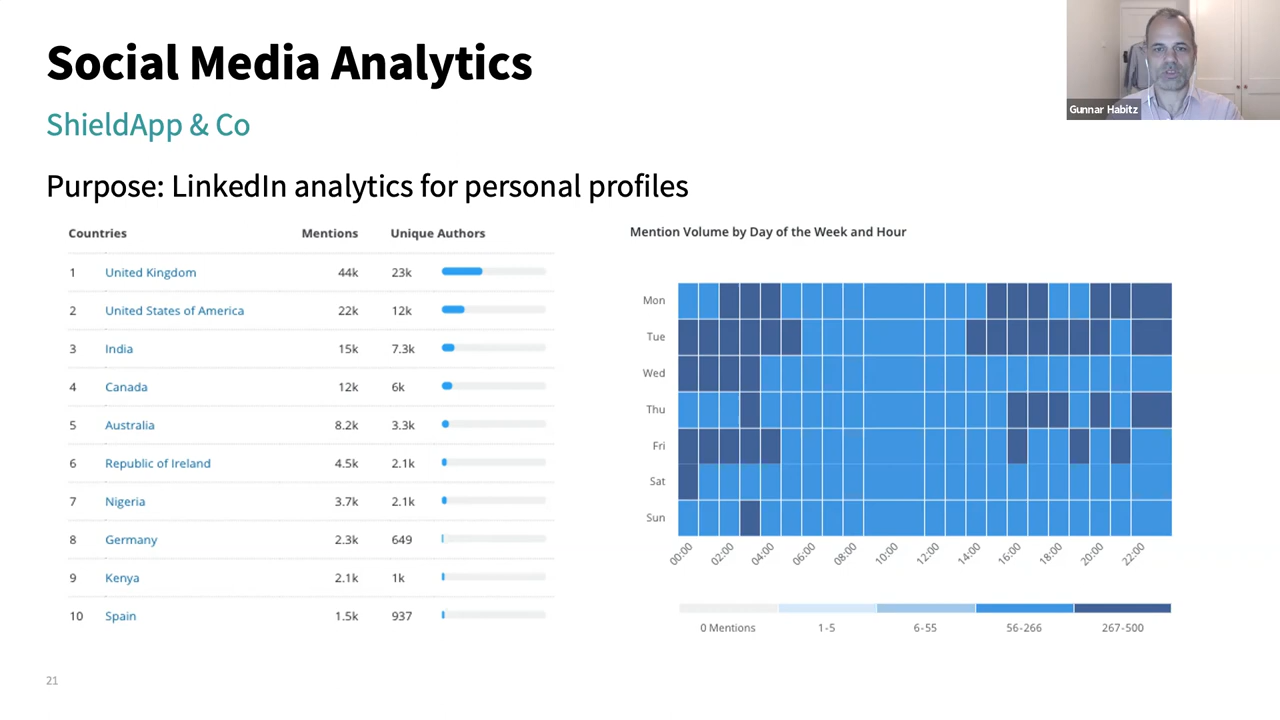 Social Media Analytics
ShieldApp & Co
Gunnar Habitz
Purpose: LinkedIn analytics for personal profiles
Countries Mentions Unique Authors
1 United Kingdom 44k 23k
2 United States of America 22k 12k
3 India 15k 7.3k
4 Canada 12k 6k
5 Australia 8.2k 3.3k
6 Republic of Ireland 4.5k 2.1k
7 Nigeria 3.7k 2.1k
8 Germany 2.3k 649
9 Kenya 2.1k 1k
10 Spain 1.5k 937
Mention Volume by Day of the Week and Hour
Mon
Tue
Wed
Thu
Fri
Sat
Sun
00:00 02:00 04:00 06:00 08:00 10:00 12:00 14:00 16:00 18:00 20:00 22:00
0 Mentions 1-5 6-55 56-266 267-500
21